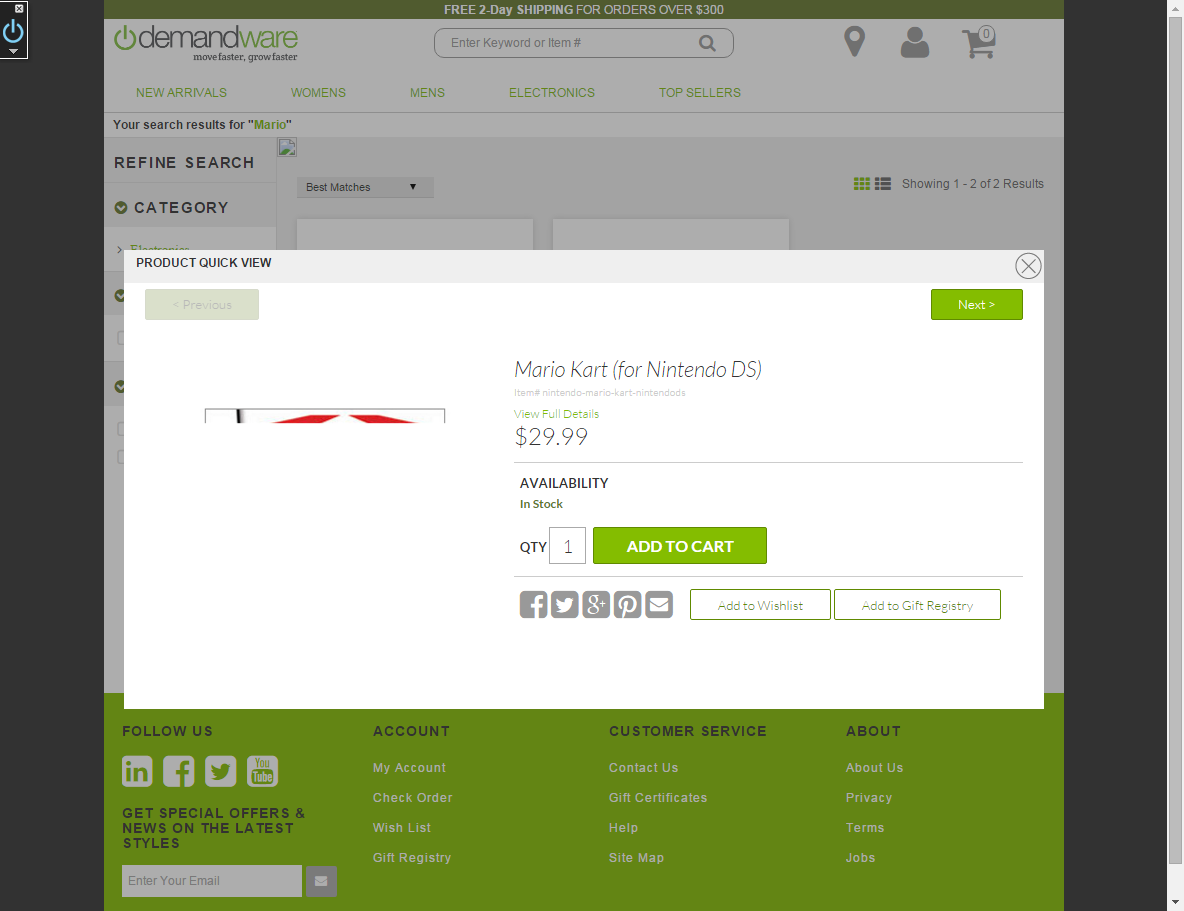 FREE 2-Day SHIPPING FOR ORDERS OVER $300
demandware
move faster, grow faster
Enter Keyword or Item #
0
NEW ARRIVALS WOMENS MENS ELECTRONICS TOP SELLERS
Your search results for "Mario"
REFINE SEARCH
Best Matches
Showing 1 - 2 of 2 Results
CATEGORY
Electronics
PRODUCT QUICK VIEW
< Previous
Next >
Mario Kart (for Nintendo DS)
Item# nintendo-mario-kart-nintendods
View Full Details
$29.99
AVAILABILITY
In Stock
QTY 1 ADD TO CART
Add to Wishlist Add to Gift Registry
FOLLOW US
You Tube
GET SPECIAL OFFERS &
NEWS ON THE LATEST
STYLES
Enter Your Email
ACCOUNT
My Account
Check Order
Wish List
Gift Registry
CUSTOMER SERVICE
Contact Us
Gift Certificates
Help
Site Map
ABOUT
About Us
Privacy
Terms
Jobs